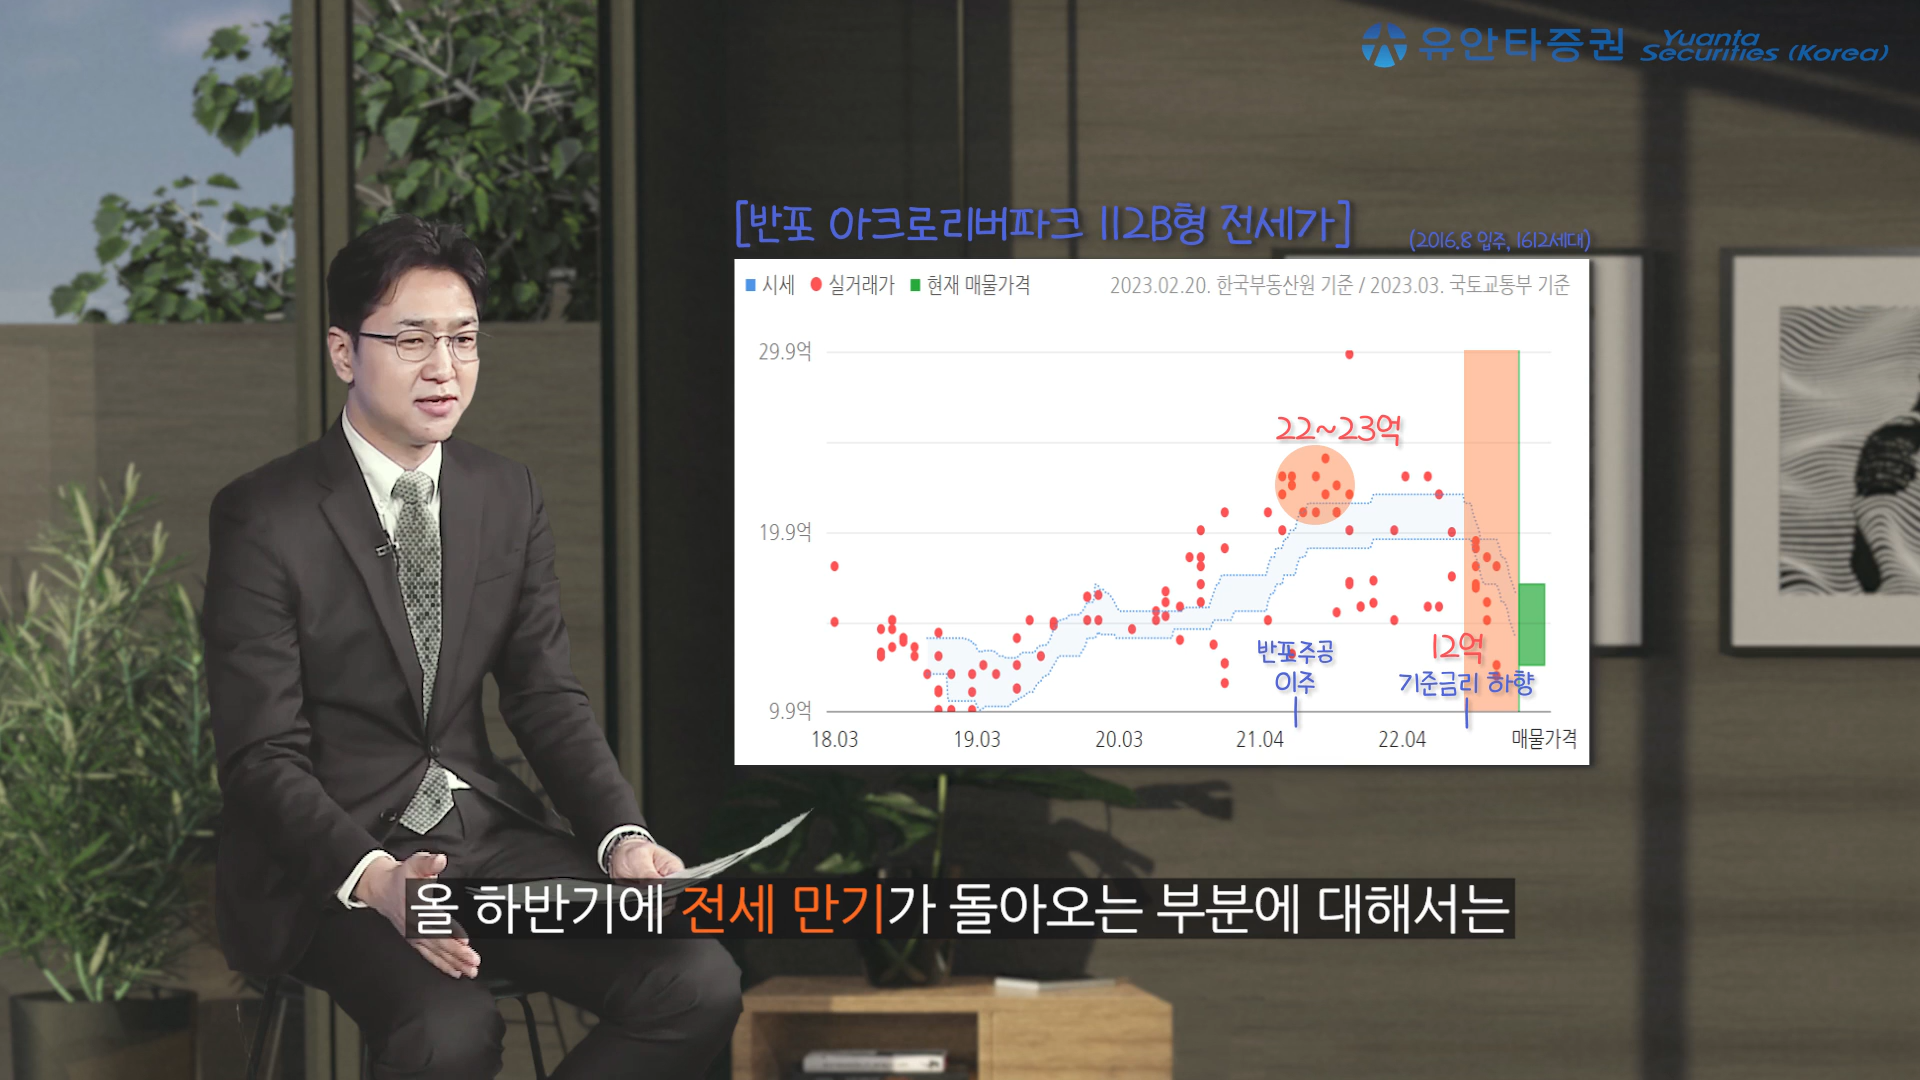 유안타증권 Yuanta Securities (Korea)
[반포 아크로리버파크 112B형 전세가]
(2016.8 입주, 1612세대)
시세 실거래가 현재 매물가격
2023.02.20. 한국부동산원 기준 / 2023.03. 국토교통부 기준
29.9억
22~23억
19.9억
12억
반포주공
이주
기준금리 하향
9.9억
18.03 19.03 20.03 21.04 22.04 매물가격
올 하반기에 전세 만기가 돌아오는 부분에 대해서는